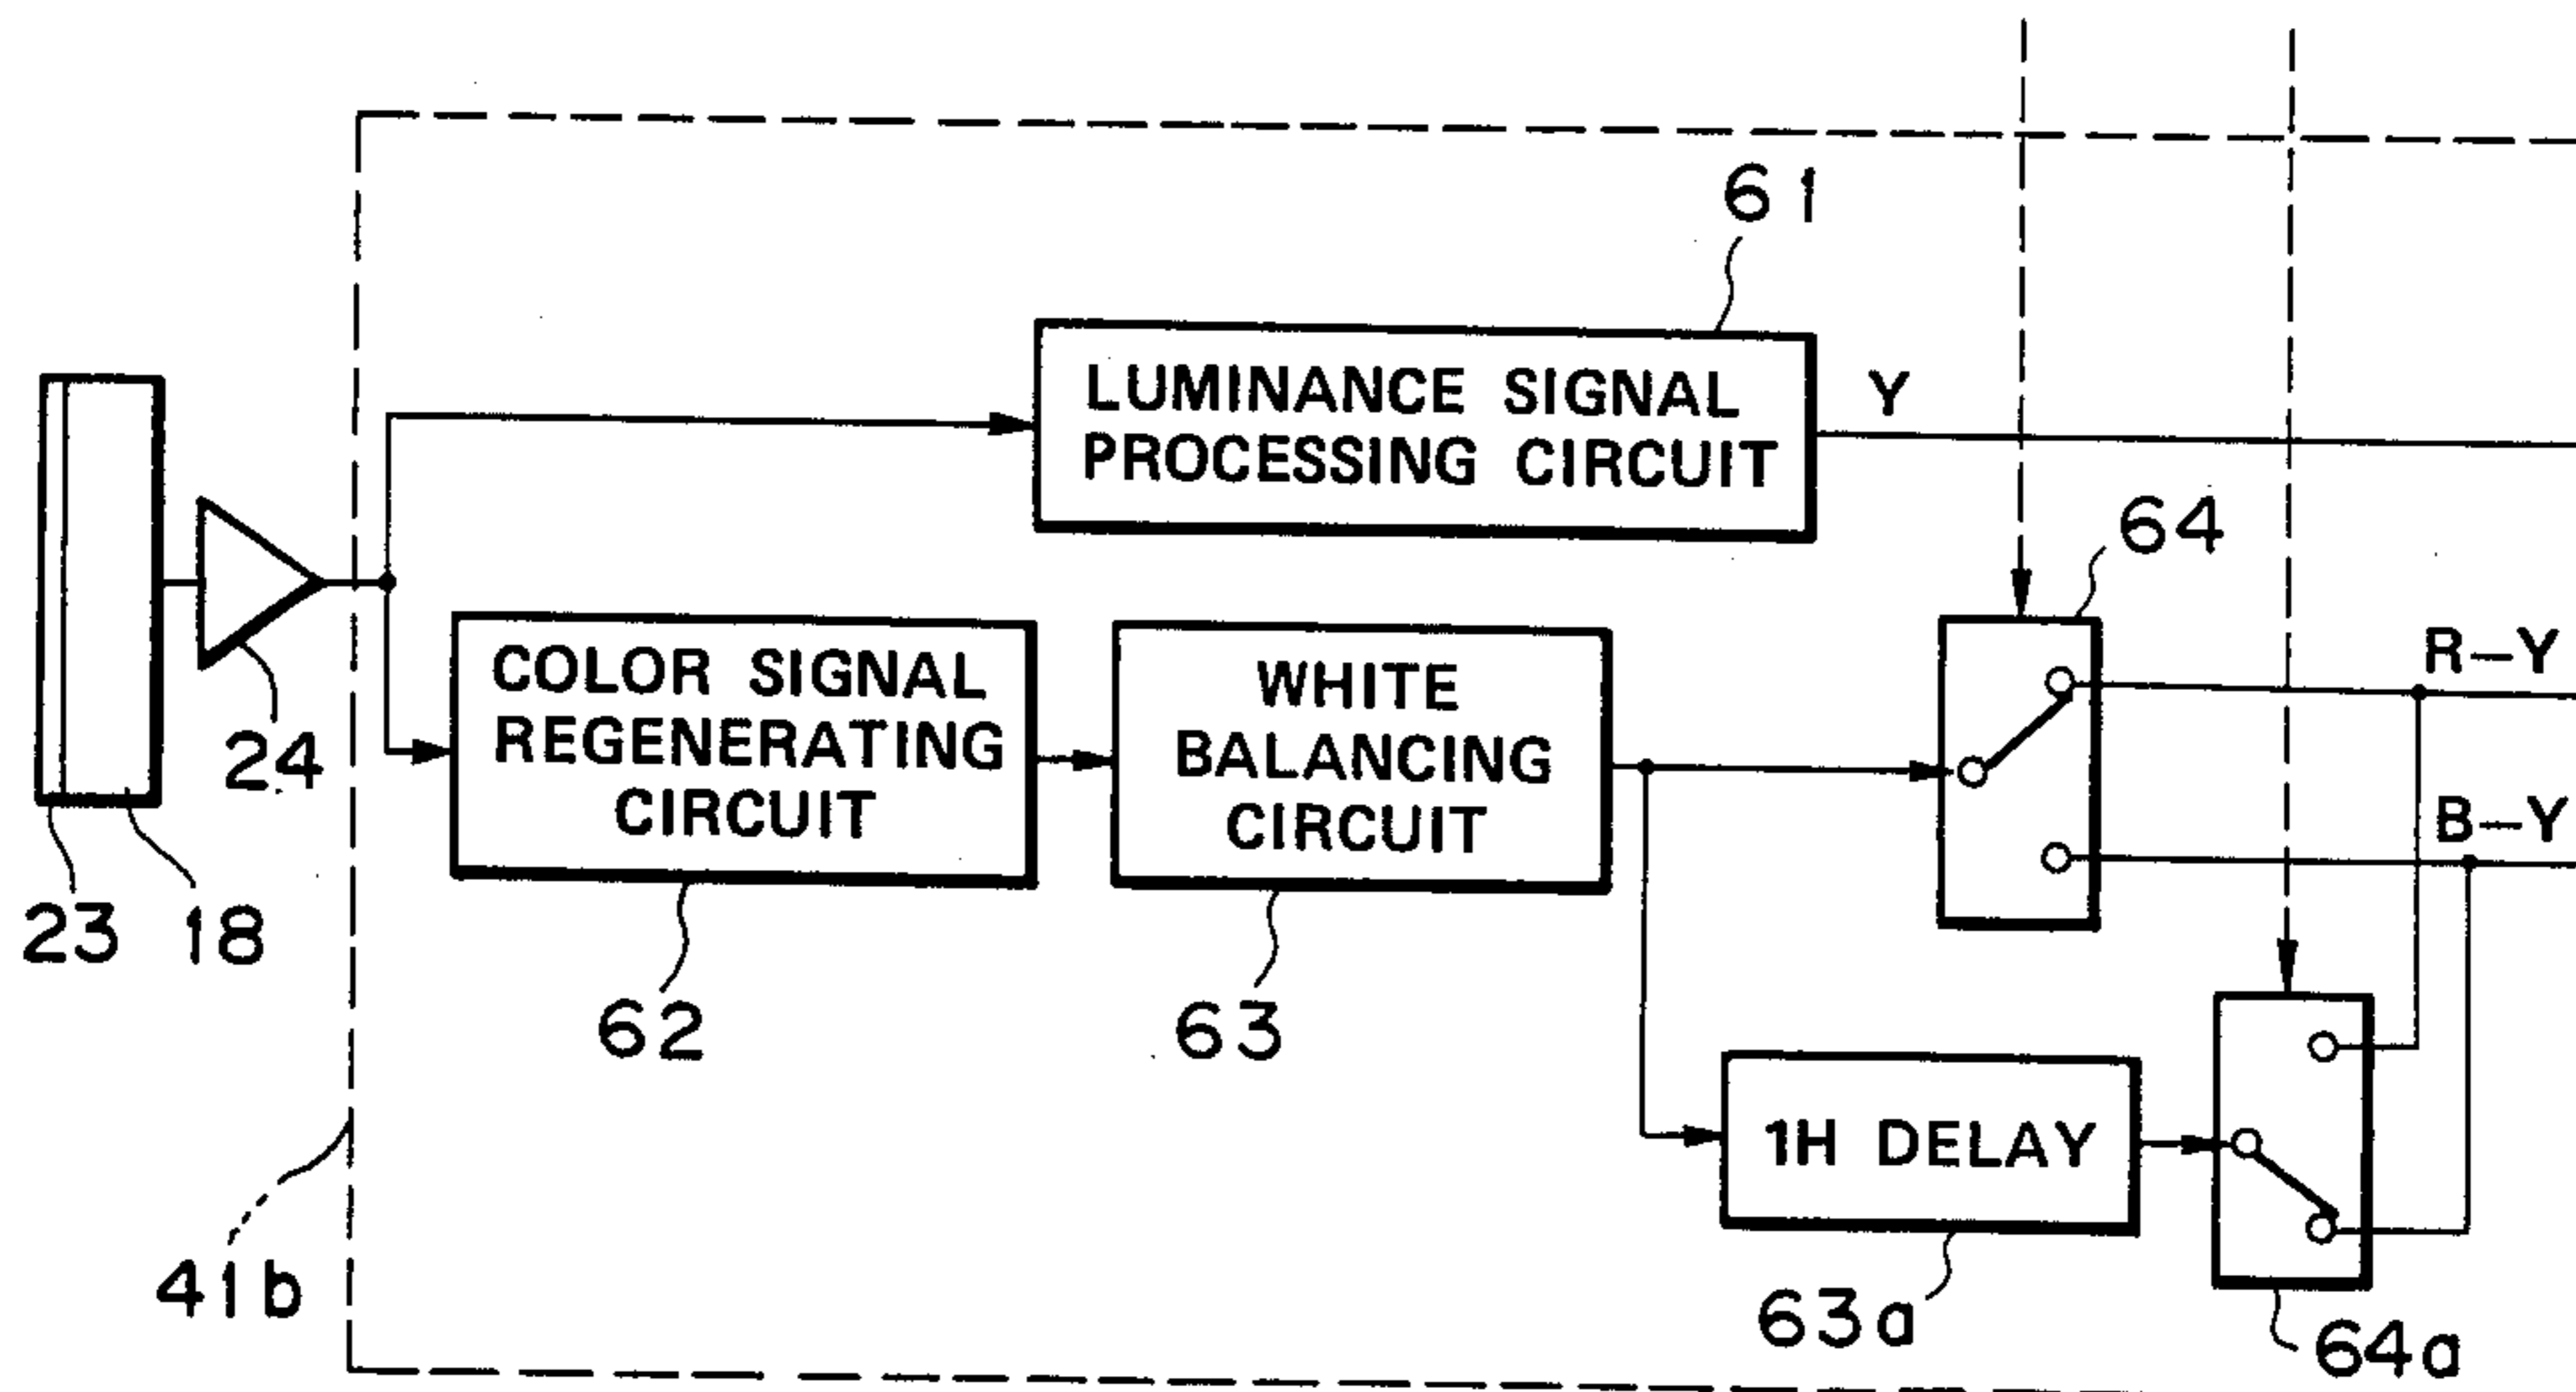 61
LUMINANCE SIGNAL
PROCESSING CIRCUIT
Y
64
COLOR SIGNAL
REGENERATING
CIRCUIT
WHITE
BALANCING
CIRCUIT
R-Y
B-Y
24
23
18
62
63
1H DELAY
41b
63a
64a